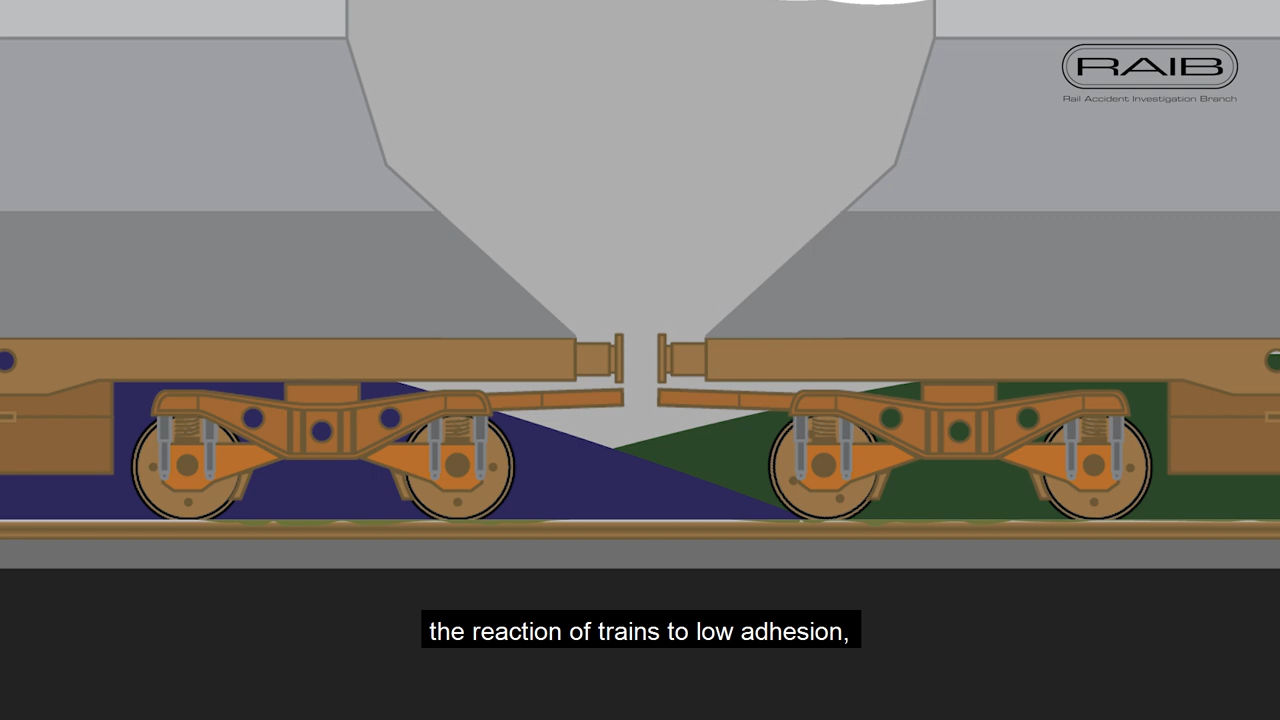 RAIB
Rail Accident Investigation Branch
the reaction of trains to low adhesion,